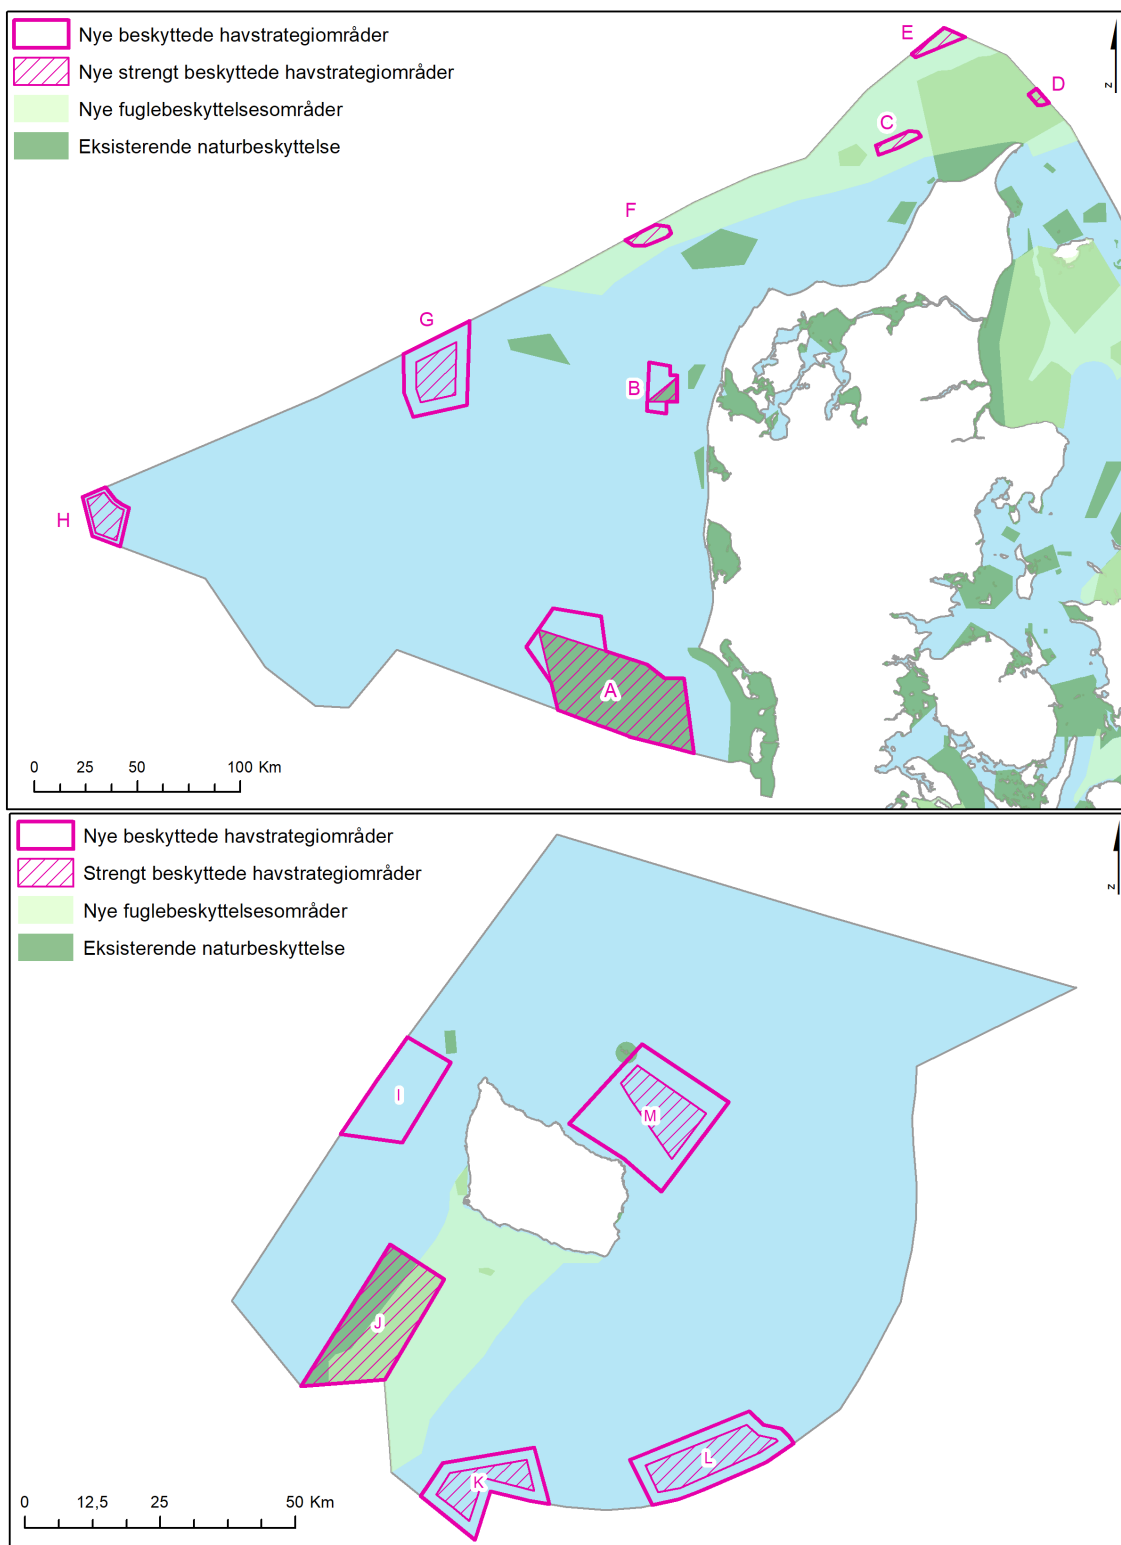 Nye beskyttede havstrategiområder
Nye strengt beskyttede havstrategiområder
Nye fuglebeskyttelsesområder
Eksisterende naturbeskyttelse
E
D
C
F
G
B
H
A
N
0 25 50 100 Km
Nye beskyttede havstrategiområder
Strengt beskyttede havstrategiområder
Nye fuglebeskyttelsesområder
Eksisterende naturbeskyttelse
N
I
M
J
K
L
0 12,5 25 50 Km